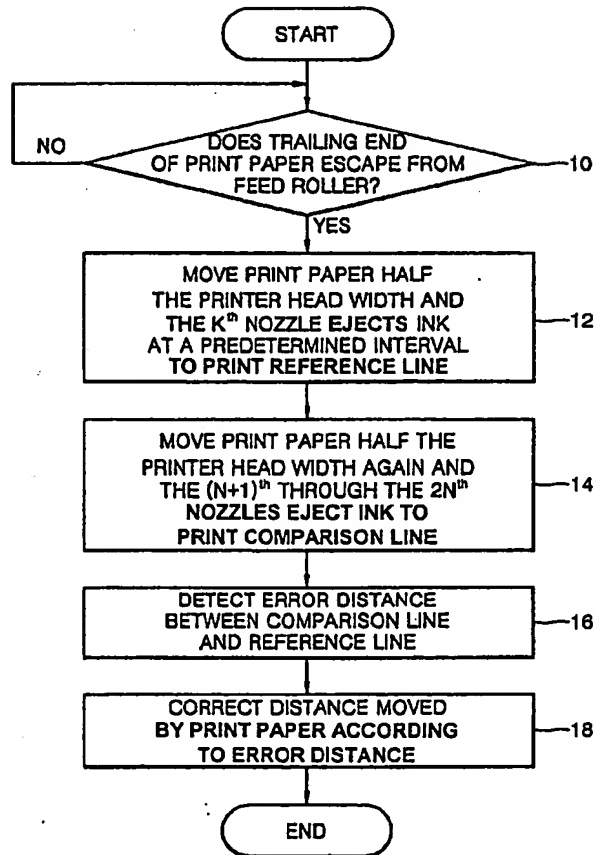 START
DOES TRAILING END
OF PRINT PAPER ESCAPE FROM
FEED ROLLER?
10
NO
YES
MOVE PRINT PAPER HALF
THE PRINTER HEAD WIDTH AND
THE Kth NOZZLE EJECTS INK
AT A PREDETERMINED INTERVAL
TO PRINT REFERENCE LINE
12
MOVE PRINT PAPER HALF THE
PRINTER HEAD WIDTH AGAIN AND
THE (N+1)th THROUGH THE 2Nth
NOZZLES EJECT INK TO
PRINT COMPARISON LINE
14
DETECT ERROR DISTANCE
BETWEEN COMPARISON LINE
AND REFERENCE LINE
16
CORRECT DISTANCE MOVED
BY PRINT PAPER ACCORDING
TO ERROR DISTANCE
18
END